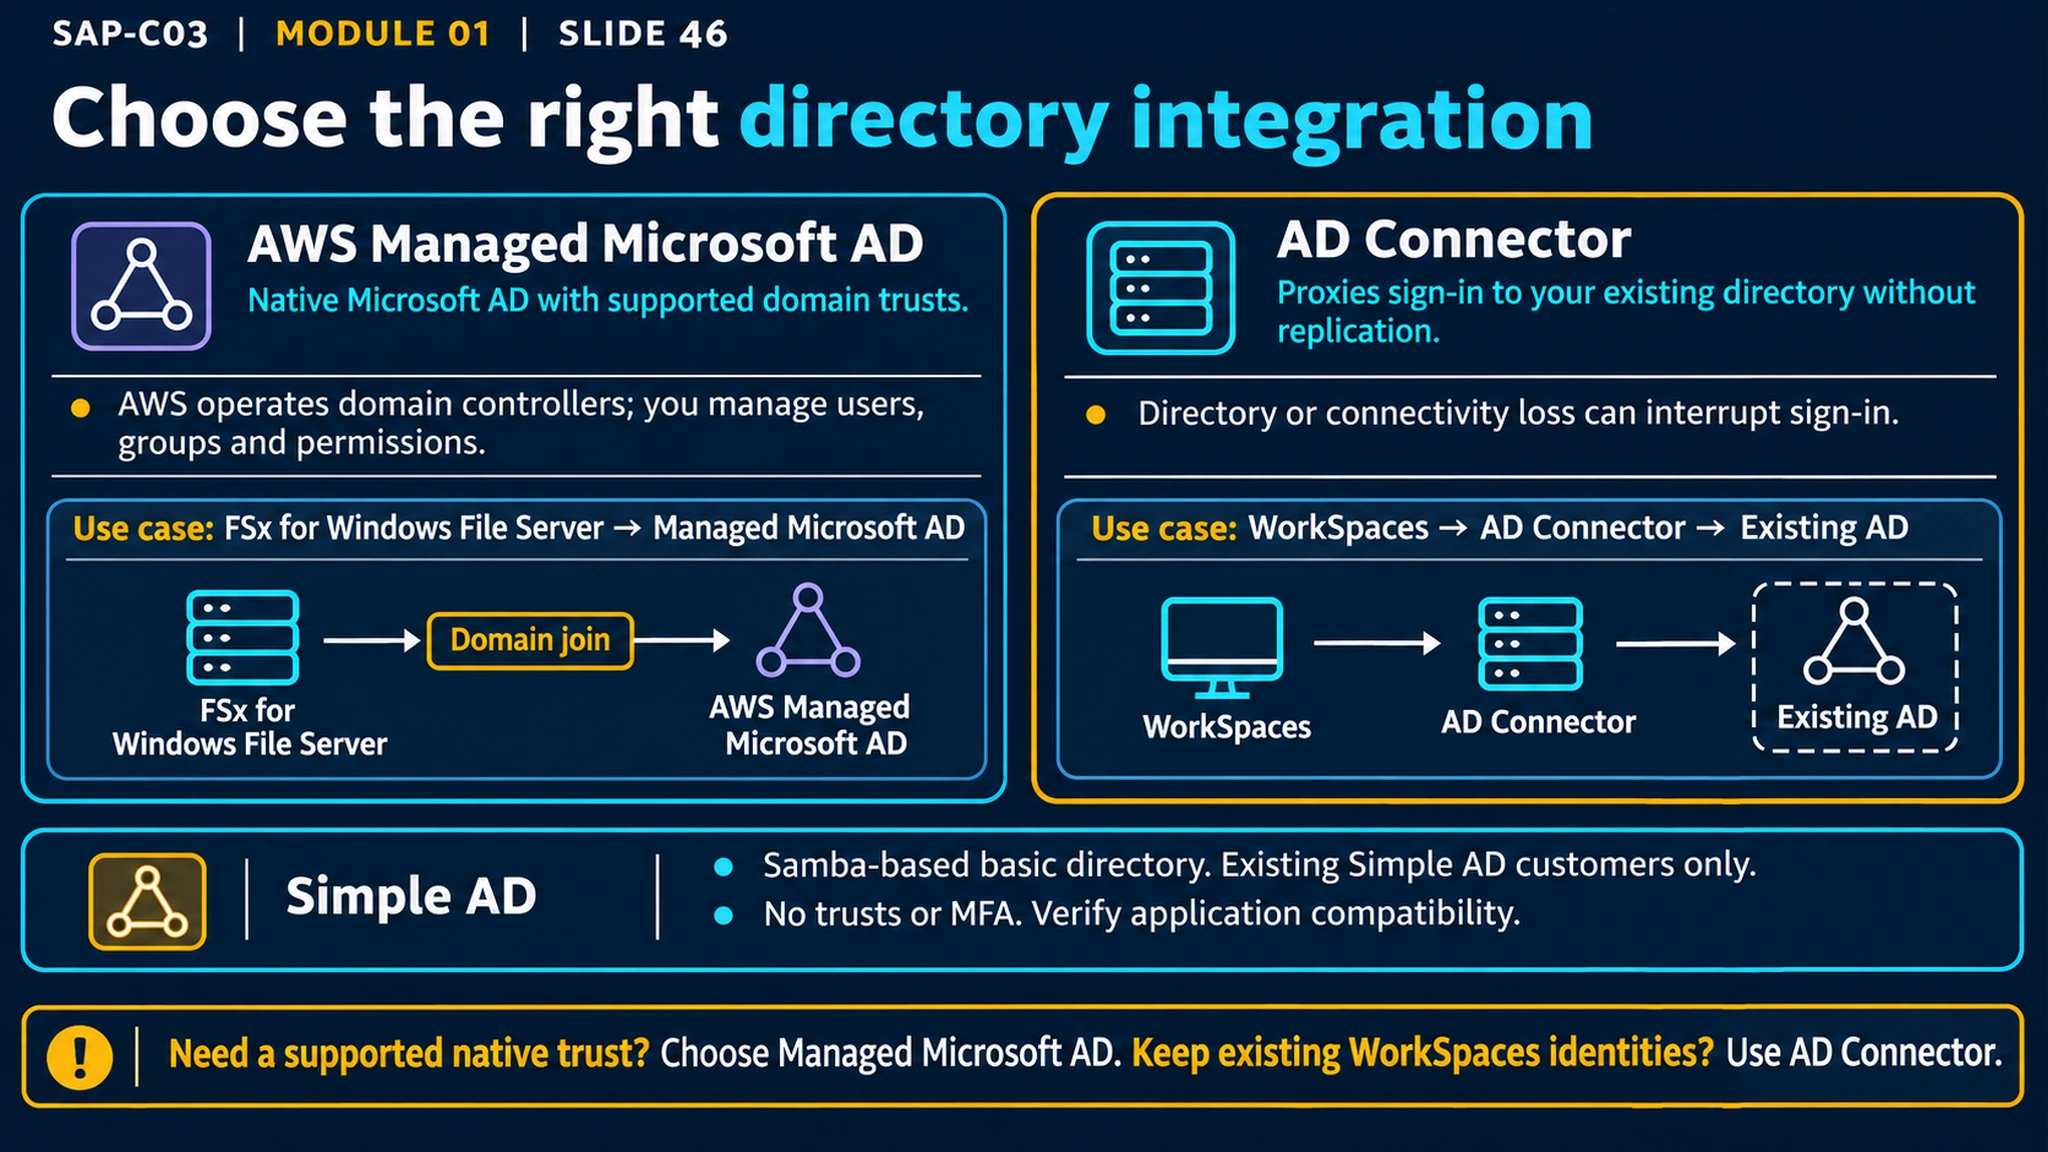 SAP-C03 | MODULE 01 | SLIDE 46
Choose the right directory integration
AWS Managed Microsoft AD
Native Microsoft AD with supported domain trusts.
AWS operates domain controllers; you manage users,
groups and permissions.
Use case: FSx for Windows File Server → Managed Microsoft AD
Domain join
FSx for
Windows File Server
AWS Managed
Microsoft AD
AD Connector
Proxies sign-in to your existing directory without
replication.
Directory or connectivity loss can interrupt sign-in.
Use case: WorkSpaces → AD Connector → Existing AD
WorkSpaces
AD Connector
Existing AD
Simple AD
Samba-based basic directory. Existing Simple AD customers only.
No trusts or MFA. Verify application compatibility.
Need a supported native trust? Choose Managed Microsoft AD. Keep existing WorkSpaces identities? Use AD Connector.